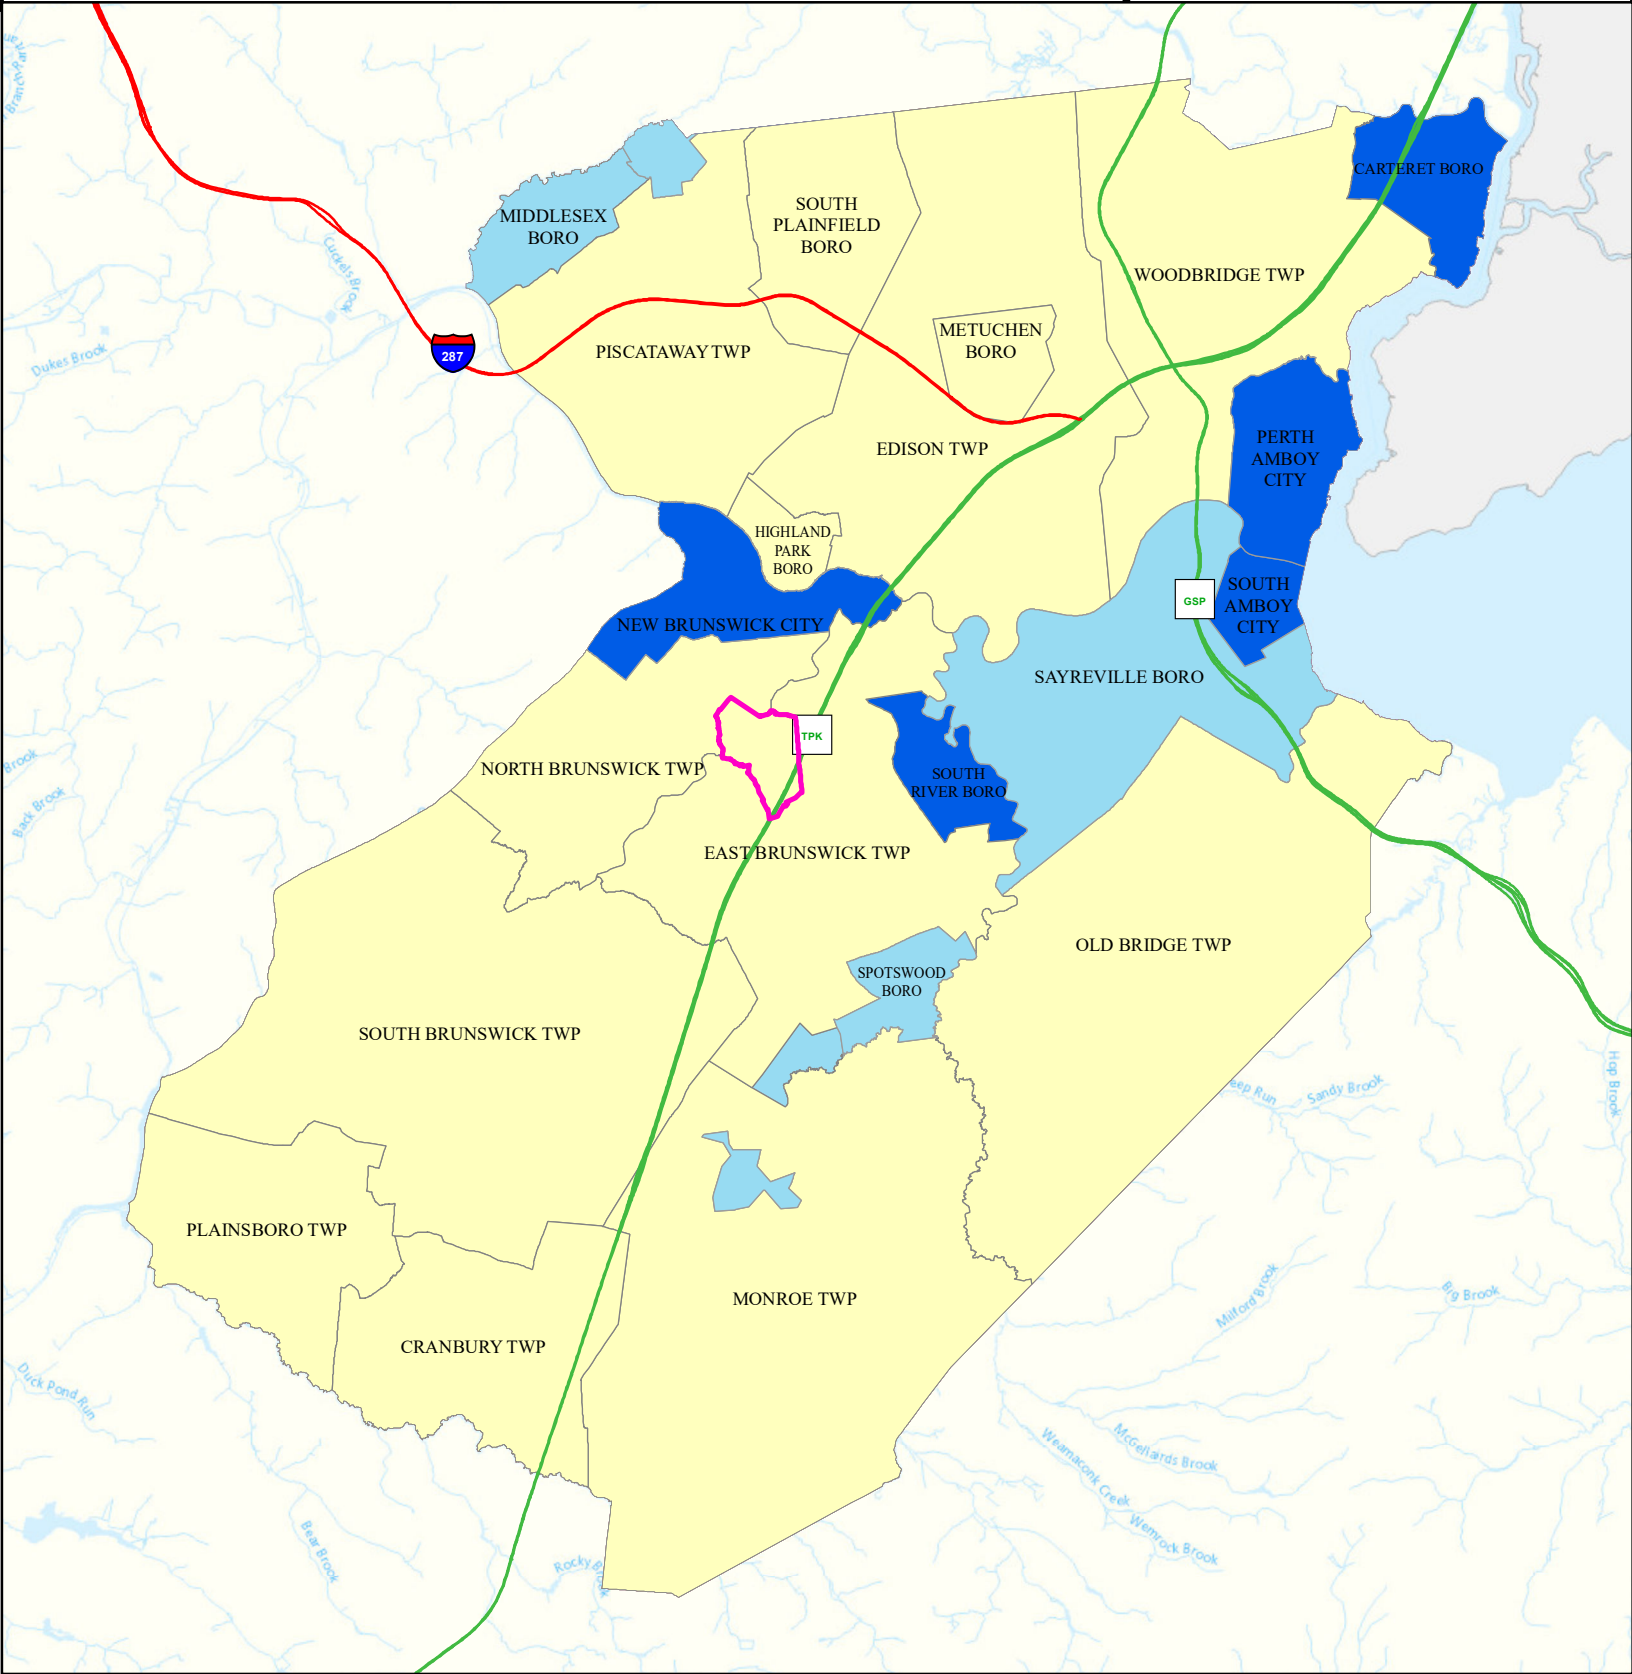 CARTERET BORO
MIDDLESEX
BORO
SOUTH
PLAINFIELD
BORO
WOODBRIDGE TWP
Cuckels Brook
METUCHEN
BORO
PISCATAWAY TWP
287
Dukes Brook
EDISON TWP
PERTH
AMBOY
CITY
HIGHLAND
PARK
BORO
GSP
SOUTH
AMBOY
CITY
NEW BRUNSWICK CITY
SAYREVILLE BORO
TPK
Brook
NORTH BRUNSWICK TWP
SOUTH
RIVER BORO
Back Brook
EAST BRUNSWICK TWP
OLD BRIDGE TWP
SPOTSWOOD
BORO
SOUTH BRUNSWICK TWP
eep Run
Sandy Brook
Hop Brook
PLAINSBORO TWP
MONROE TWP
Milford Brook
Big Brook
CRANBURY TWP
Duck Pond Run
McGellairds Brook
Weamaconk Creek
Wemrock Brook
Bear Brook
Rocky Brook